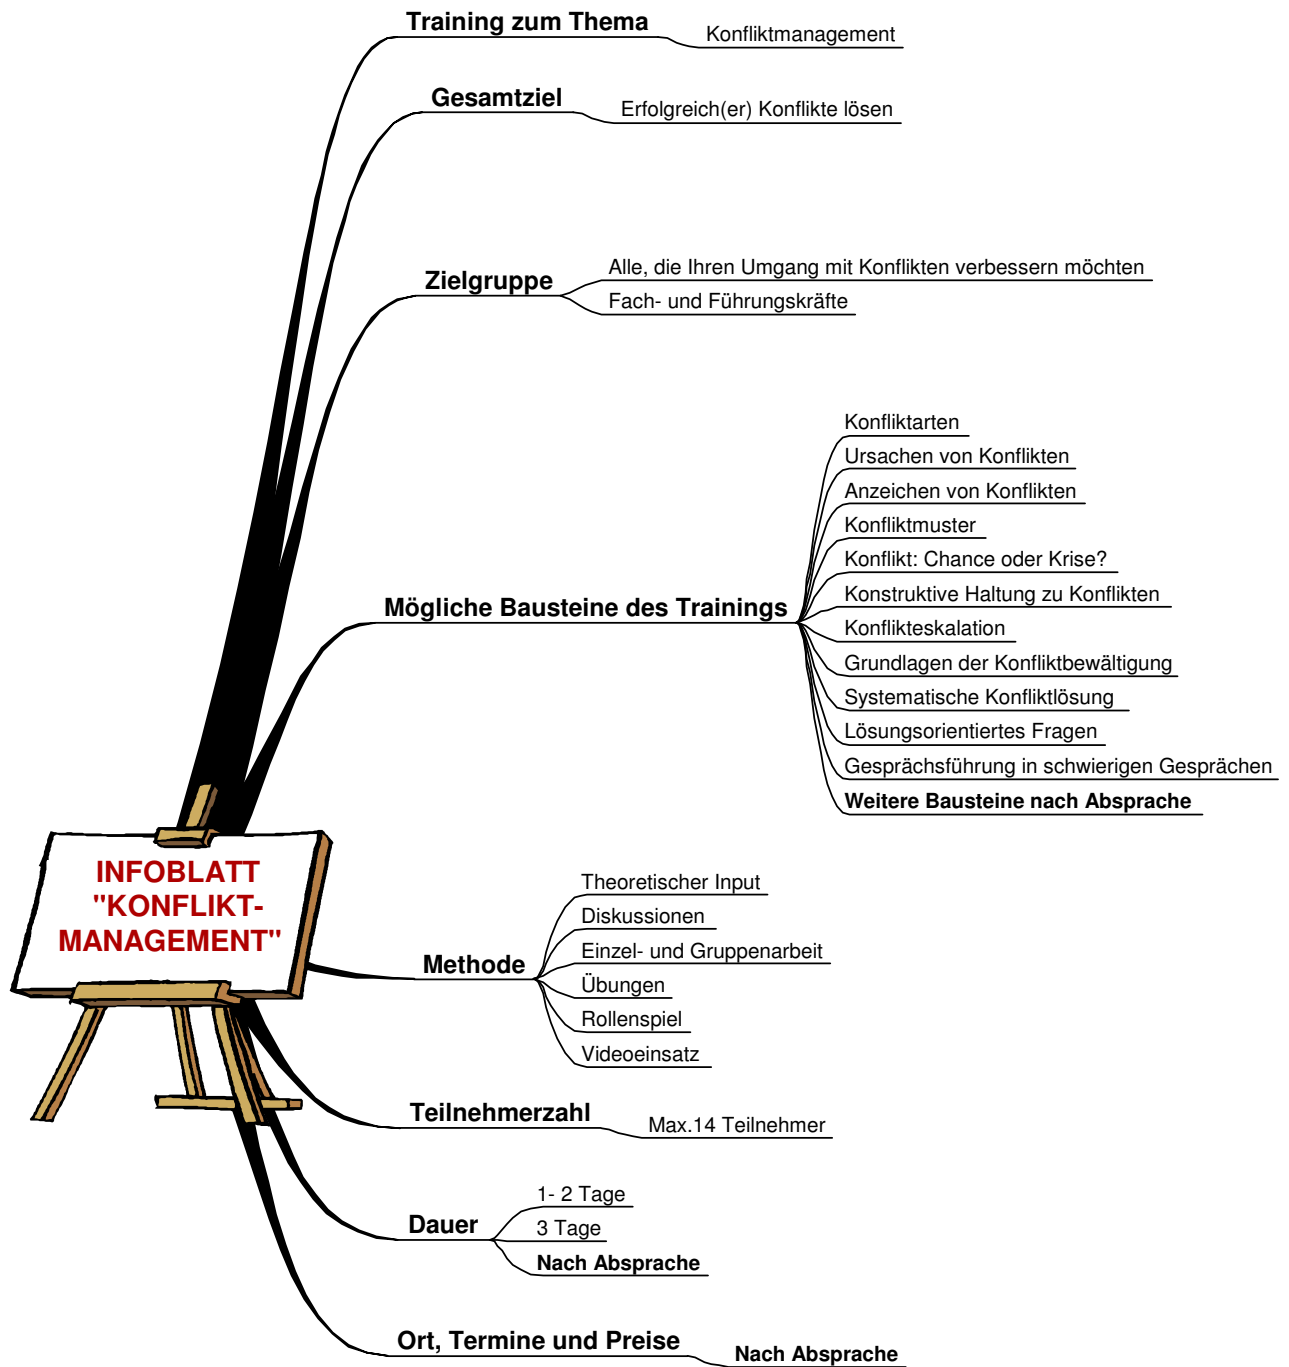 Training zum Thema
Konfliktmanagement
Gesamtziel
Erfolgreich(er) Konflikte lösen
Zielgruppe
Alle, die Ihren Umgang mit Konflikten verbessern möchten
Fach- und Führungskräfte
Mögliche Bausteine des Trainings
Konfliktarten
Ursachen von Konflikten
Anzeichen von Konflikten
Konfliktmuster
Konflikt: Chance oder Krise?
Konstruktive Haltung zu Konflikten
Konflikteskalation
Grundlagen der Konfliktbewältigung
Systematische Konfliktlösung
Lösungsorientiertes Fragen
Gesprächsführung in schwierigen Gesprächen
Weitere Bausteine nach Absprache
INFOBLATT
"KONFLIKT-
MANAGEMENT"
Methode
Theoretischer Input
Diskussionen
Einzel- und Gruppenarbeit
Übungen
Rollenspiel
Videoeinsatz
Teilnehmerzahl
Max.14 Teilnehmer
Dauer
1- 2 Tage
3 Tage
Nach Absprache
Ort, Termine und Preise
Nach Absprache